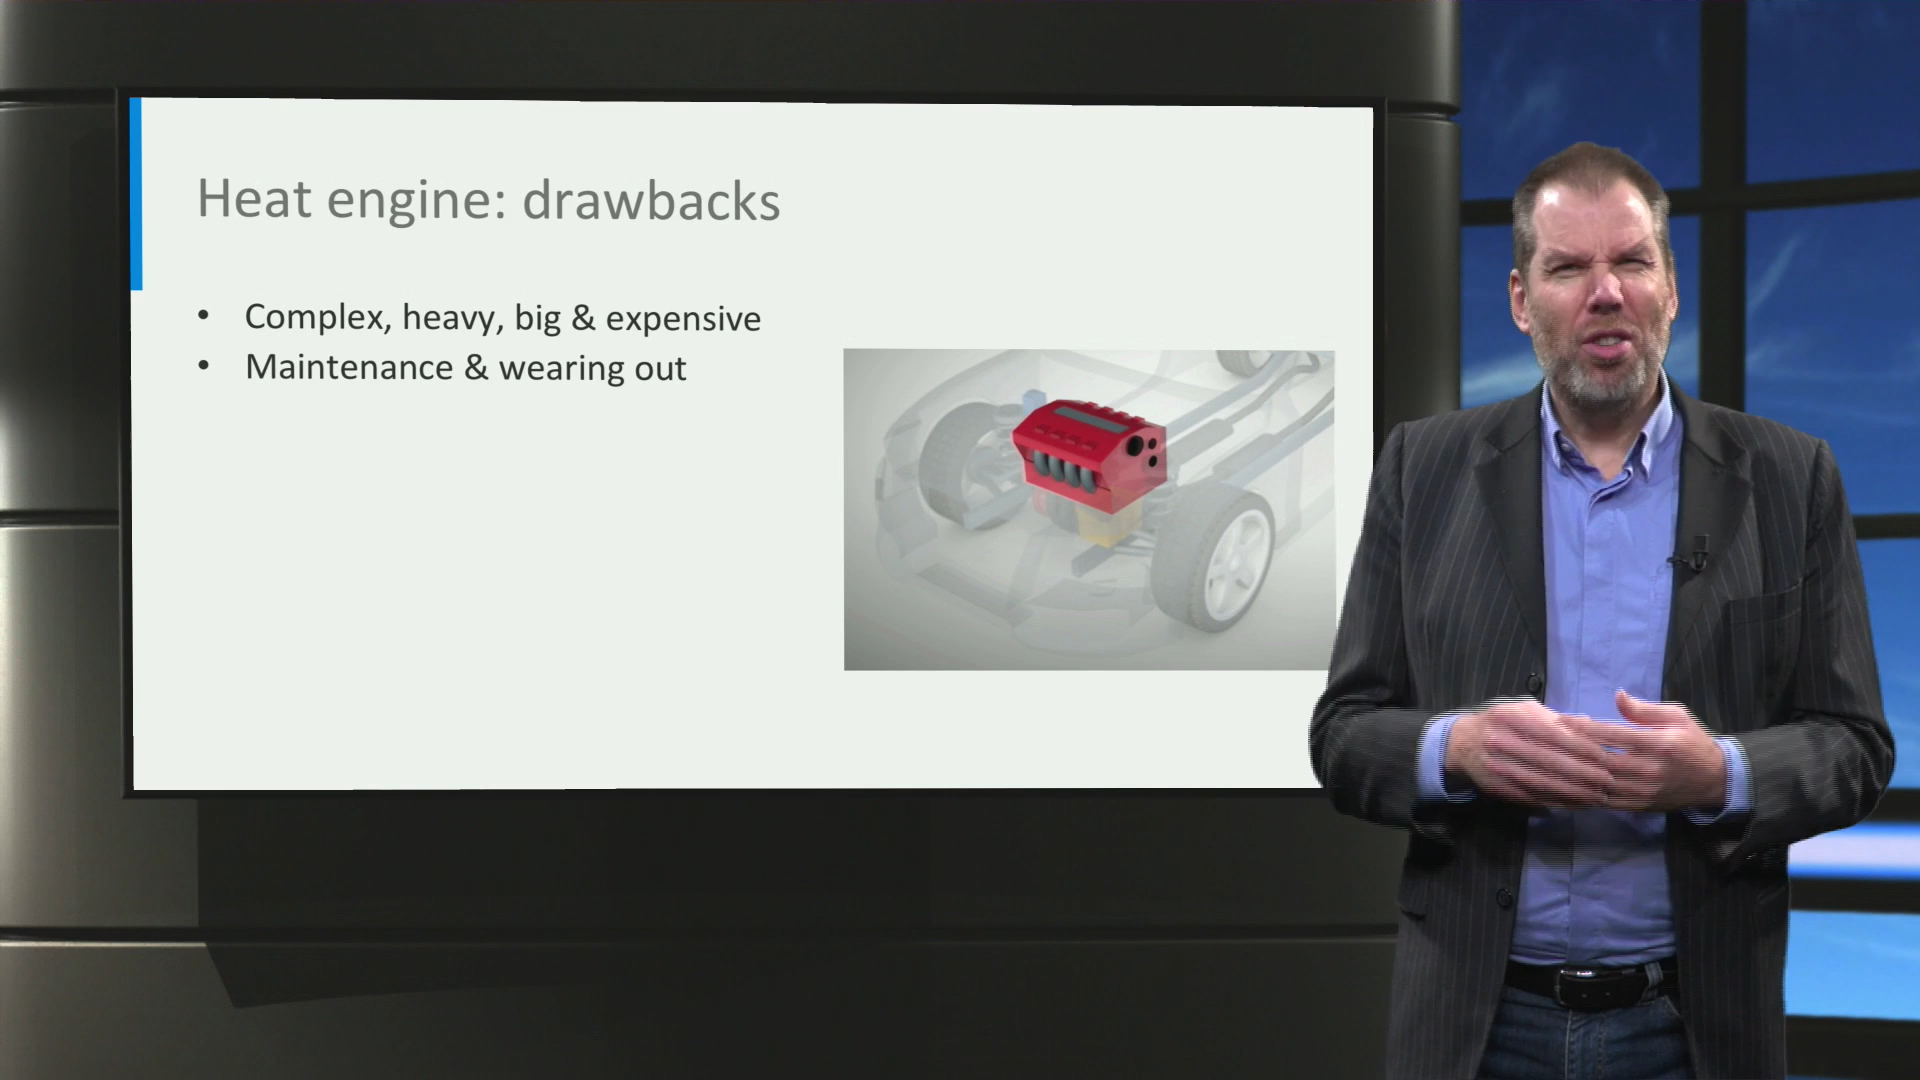 Heat engine: drawbacks
• Complex, heavy, big & expensive
• Maintenance & wearing out